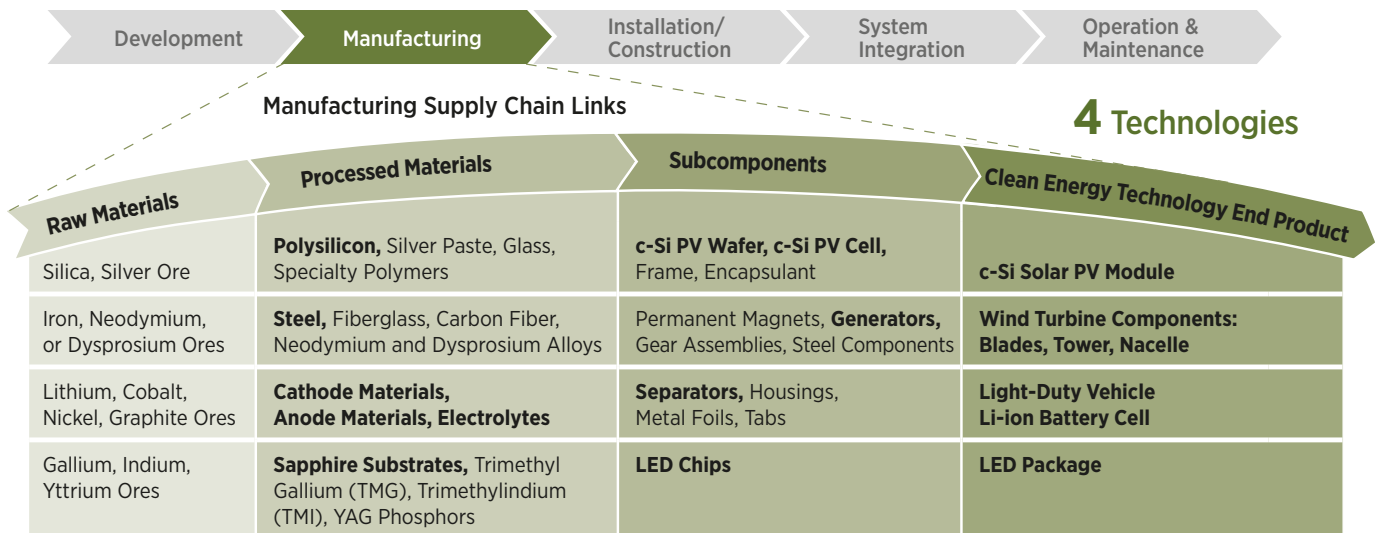 Development
Manufacturing
Installation/
Construction
System
Integration
Operation &
Maintenance
Manufacturing Supply Chain Links
4 Technologies
Raw Materials
Processed Materials
Subcomponents
Clean Energy Technology End Product
Silica, Silver Ore
Polysilicon, Silver Paste, Glass,
Specialty Polymers
c-Si PV Wafer, c-Si PV Cell,
Frame, Encapsulant
c-Si Solar PV Module
Iron, Neodymium,
or Dysprosium Ores
Steel, Fiberglass, Carbon Fiber,
Neodymium and Dysprosium Alloys
Permanent Magnets, Generators,
Gear Assemblies, Steel Components
Wind Turbine Components:
Blades, Tower, Nacelle
Lithium, Cobalt,
Nickel, Graphite Ores
Cathode Materials,
Anode Materials, Electrolytes
Separators, Housings,
Metal Foils, Tabs
Light-Duty Vehicle
Li-ion Battery Cell
Gallium, Indium,
Yttrium Ores
Sapphire Substrates, Trimethyl
Gallium (TMG), Trimethylindium
(TMI), YAG Phosphors
LED Chips
LED Package